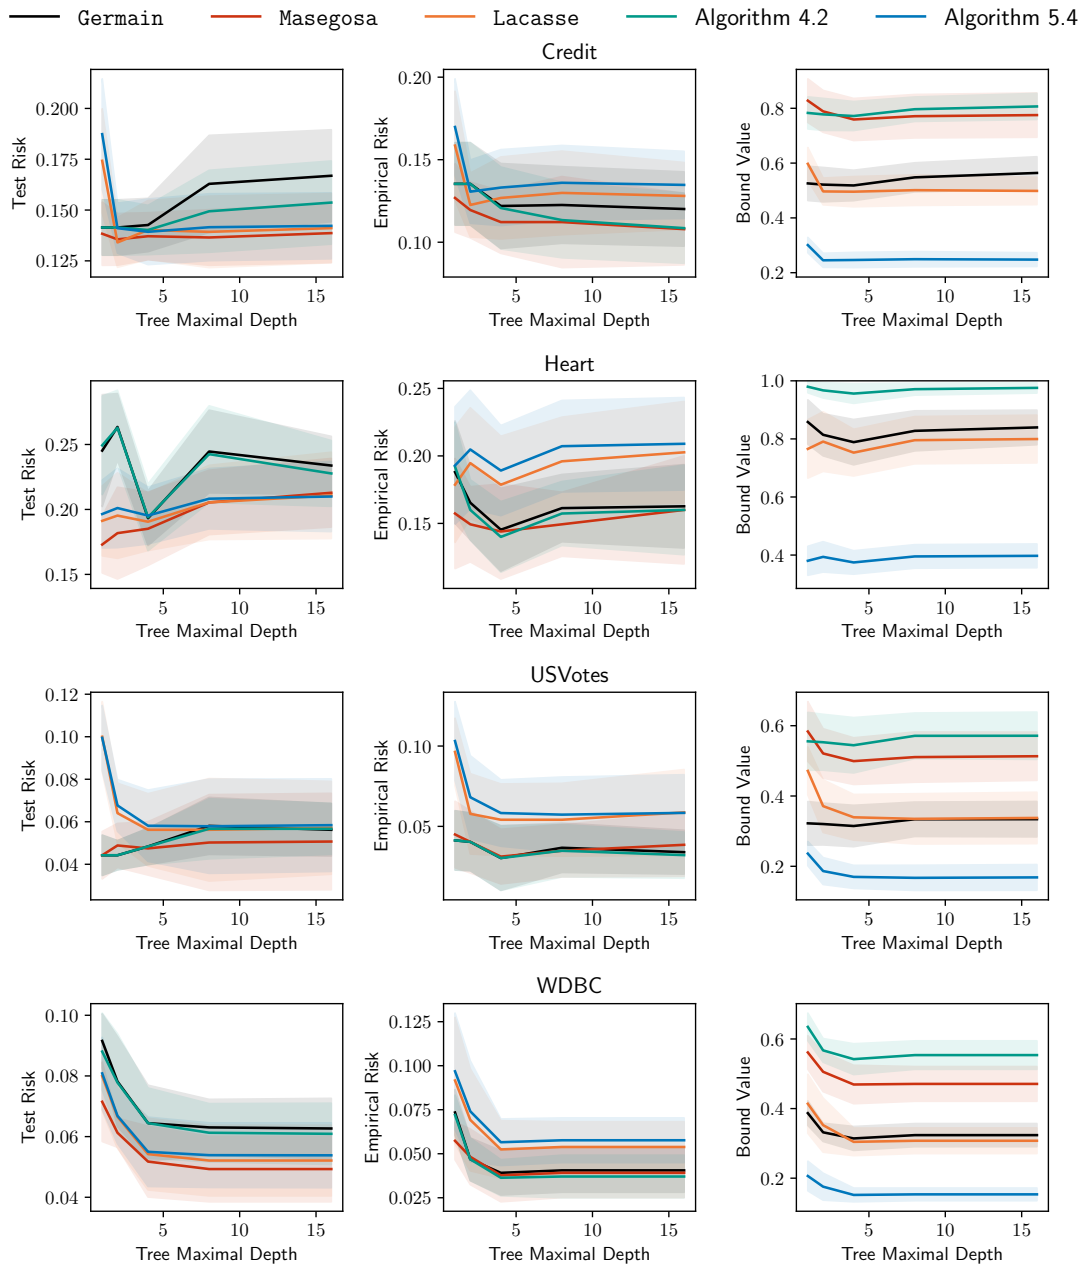 Germain Masegosa Lacasse Algorithm 4.2 Algorithm 5.4
Credit
Test Risk
0.200
0.175
0.150
0.125
5 10 15
Tree Maximal Depth
Empirical Risk
0.20
0.15
0.10
5 10 15
Tree Maximal Depth
Bound Value
0.8
0.6
0.4
0.2
5 10 15
Tree Maximal Depth
Heart
Test Risk
0.25
0.20
0.15
5 10 15
Tree Maximal Depth
Empirical Risk
0.25
0.20
0.15
5 10 15
Tree Maximal Depth
Bound Value
1.0
0.8
0.6
0.4
5 10 15
Tree Maximal Depth
USVotes
Test Risk
0.12
0.10
0.08
0.06
0.04
5 10 15
Tree Maximal Depth
Empirical Risk
0.10
0.05
5 10 15
Tree Maximal Depth
Bound Value
0.6
0.4
0.2
5 10 15
Tree Maximal Depth
WDBC
Test Risk
0.10
0.08
0.06
0.04
5 10 15
Tree Maximal Depth
Empirical Risk
0.125
0.100
0.075
0.050
0.025
5 10 15
Tree Maximal Depth
Bound Value
0.6
0.4
0.2
5 10 15
Tree Maximal Depth